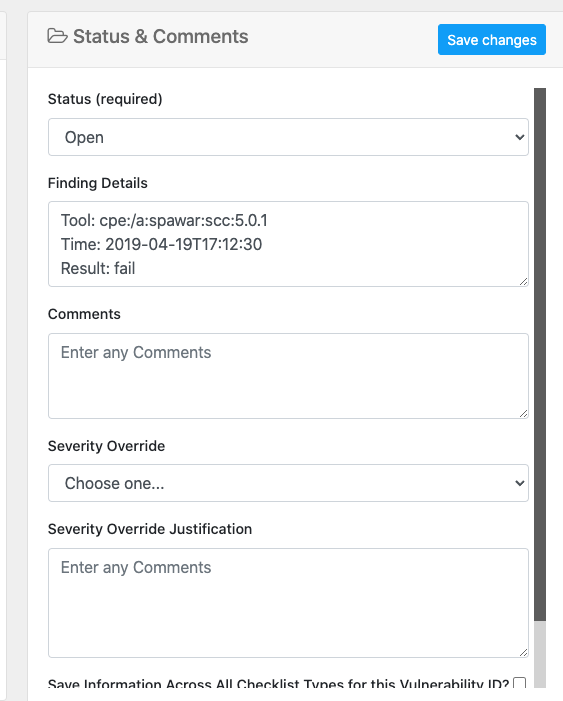 Status & Comments
Save changes
Status (required)
Open
Finding Details
Tool: cpe:/a:spawar:scc:5.0.1
Time: 2019-04-19T17:12:30
Result: fail
Comments
Enter any Comments
Severity Override
Choose one...
Severity Override Justification
Enter any Comments
Save Information Across All Checklist Types for this Vulnerability ID?